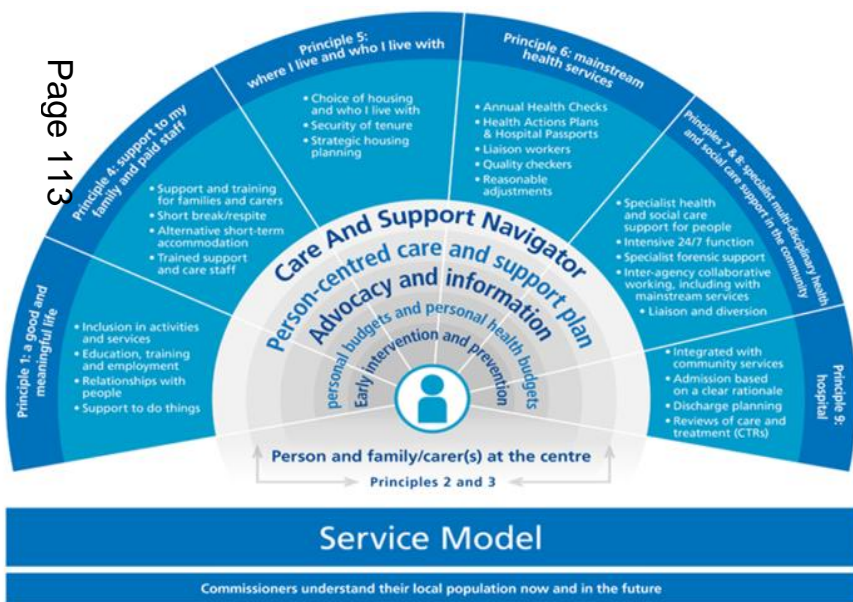 Page 113
Principle 1: a good and
meaningful life
• Inclusion in activities
and services
• Education, training
and employment
• Relationships with
people
• Support to do things
Principle 4: support to my
family and paid staff
• Support and training
for families and carers
• Short break/respite
• Alternative short-term
accommodation
• Trained support
and care staff
Principle 5:
where I live and who I live with
• Choice of housing
and who I live with
• Security of tenure
• Strategic housing
planning
Principle 6: mainstream
health services
• Annual Health Checks
• Health Actions Plans
& Hospital Passports
• Liaison workers
• Quality checkers
• Reasonable
adjustments
Principles 7 & 8: specialist multi-disciplinary health
and social care support in the community
• Specialist health
and social care
support for people
• Intensive 24/7 function
• Specialist forensic support
• Inter-agency collaborative
working, including with
mainstream services
• Liaison and diversion
Principle 9:
hospital
• Integrated with
community services
• Admission based
on a clear rationale
• Discharge planning
• Reviews of care and
treatment (CTRs)
Care And Support Navigator
Person-centred care and support plan
Advocacy and information
personal budgets and personal health budgets
Early intervention and prevention
Person and family/carer(s) at the centre
Principles 2 and 3
Service Model
Commissioners understand their local population now and in the future